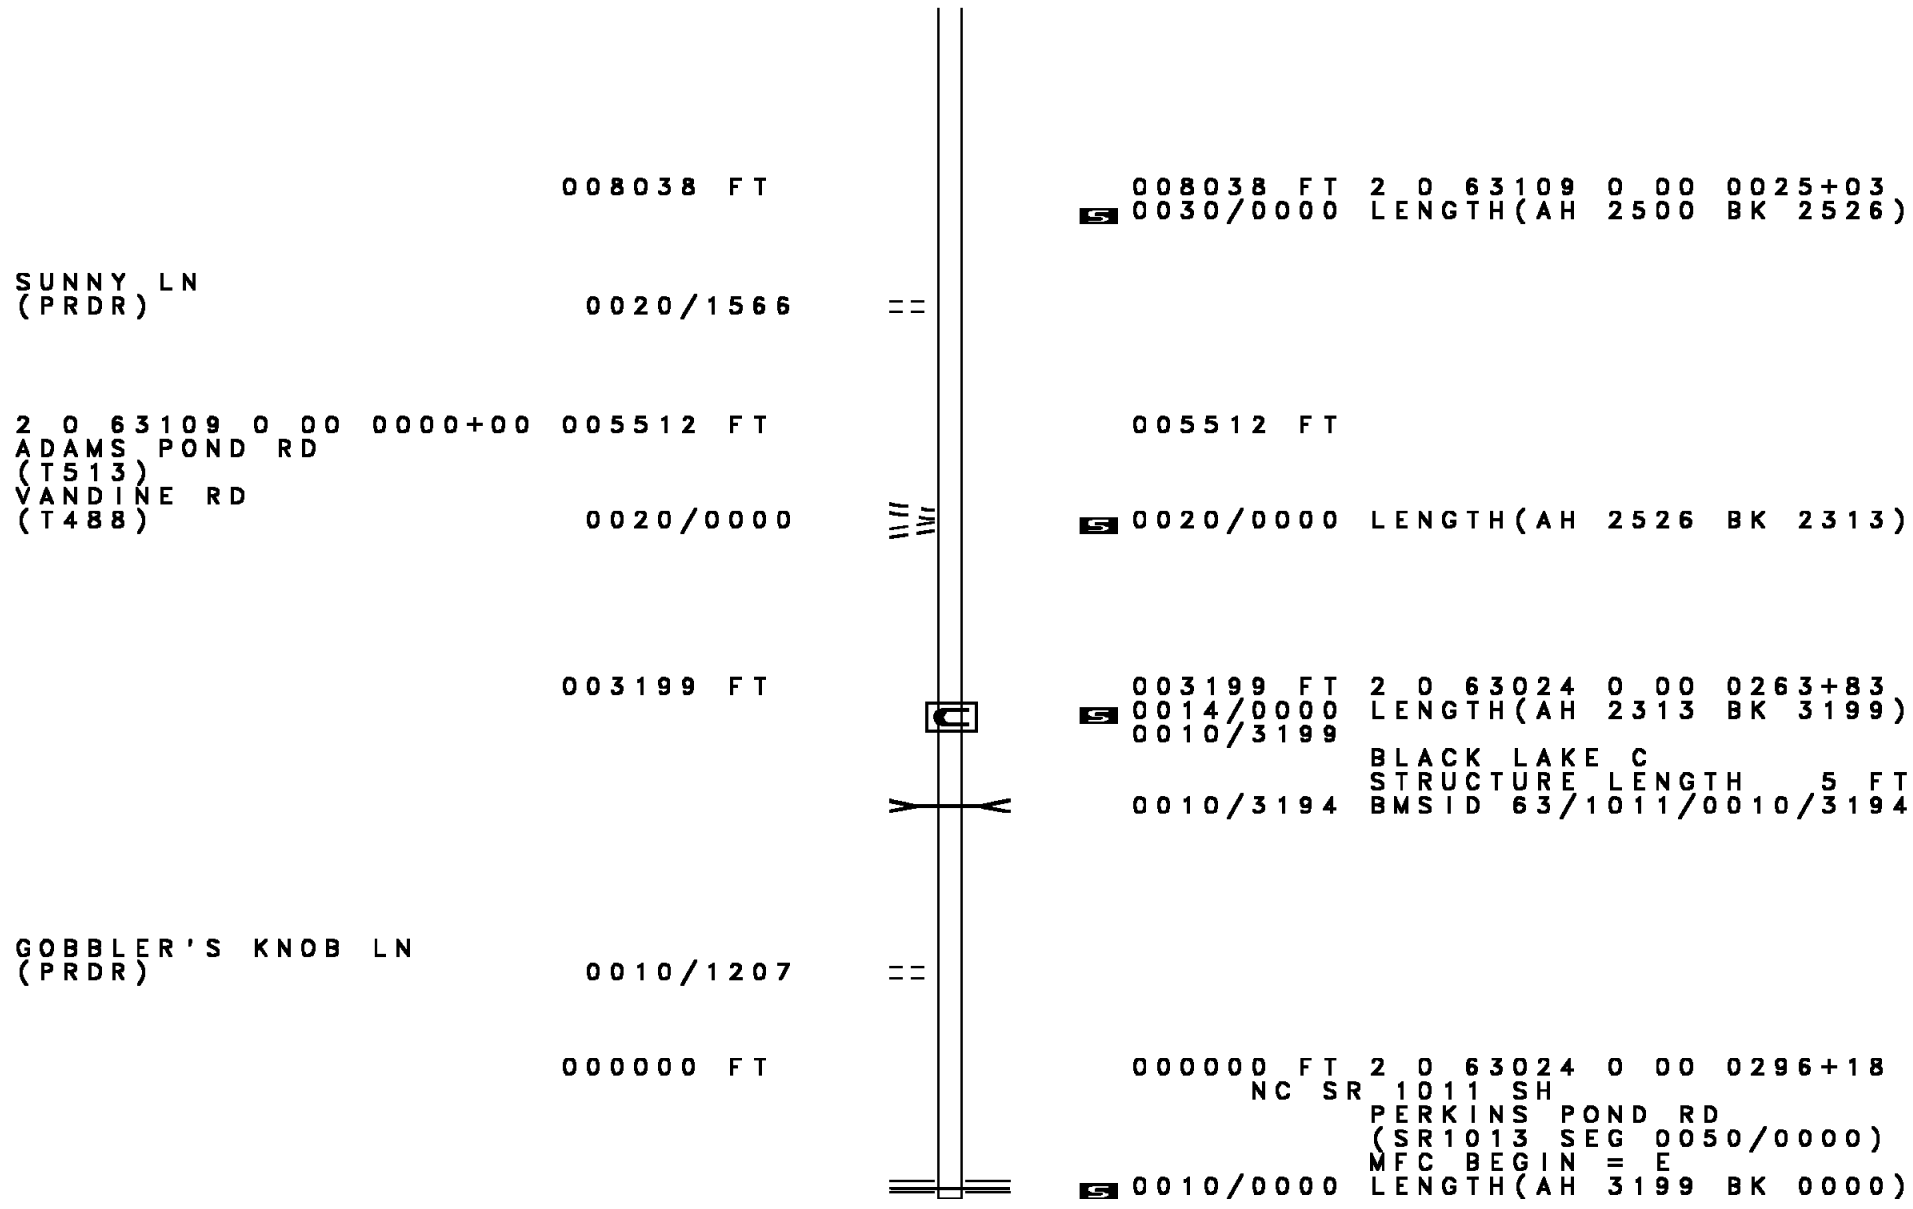 008038 FT 008038 FT 2 0 63109 0 00 0025+03
S 0030/0000 LENGTH(AH 2500 BK 2526)
SUNNY LN
(PRDR) 0020/1566
2 0 63109 0 00 0000+00 005512 FT 005512 FT
ADAMS POND RD
(T513)
VANDINE RD
(T488) 0020/0000 S 0020/0000 LENGTH(AH 2526 BK 2313)
003199 FT 003199 FT 2 0 63024 0 00 0263+83
S 0014/0000 LENGTH(AH 2313 BK 3199)
0010/3199
BLACK LAKE C
STRUCTURE LENGTH 5 FT
0010/3194 BMSID 63/1011/0010/3194
GOBBLER'S KNOB LN
(PRDR) 0010/1207
000000 FT 000000 FT 2 0 63024 0 00 0296+18
NC SR 1011 SH
PERKINS POND RD
(SR1013 SEG 0050/0000)
MFC BEGIN = E
S 0010/0000 LENGTH(AH 3199 BK 0000)